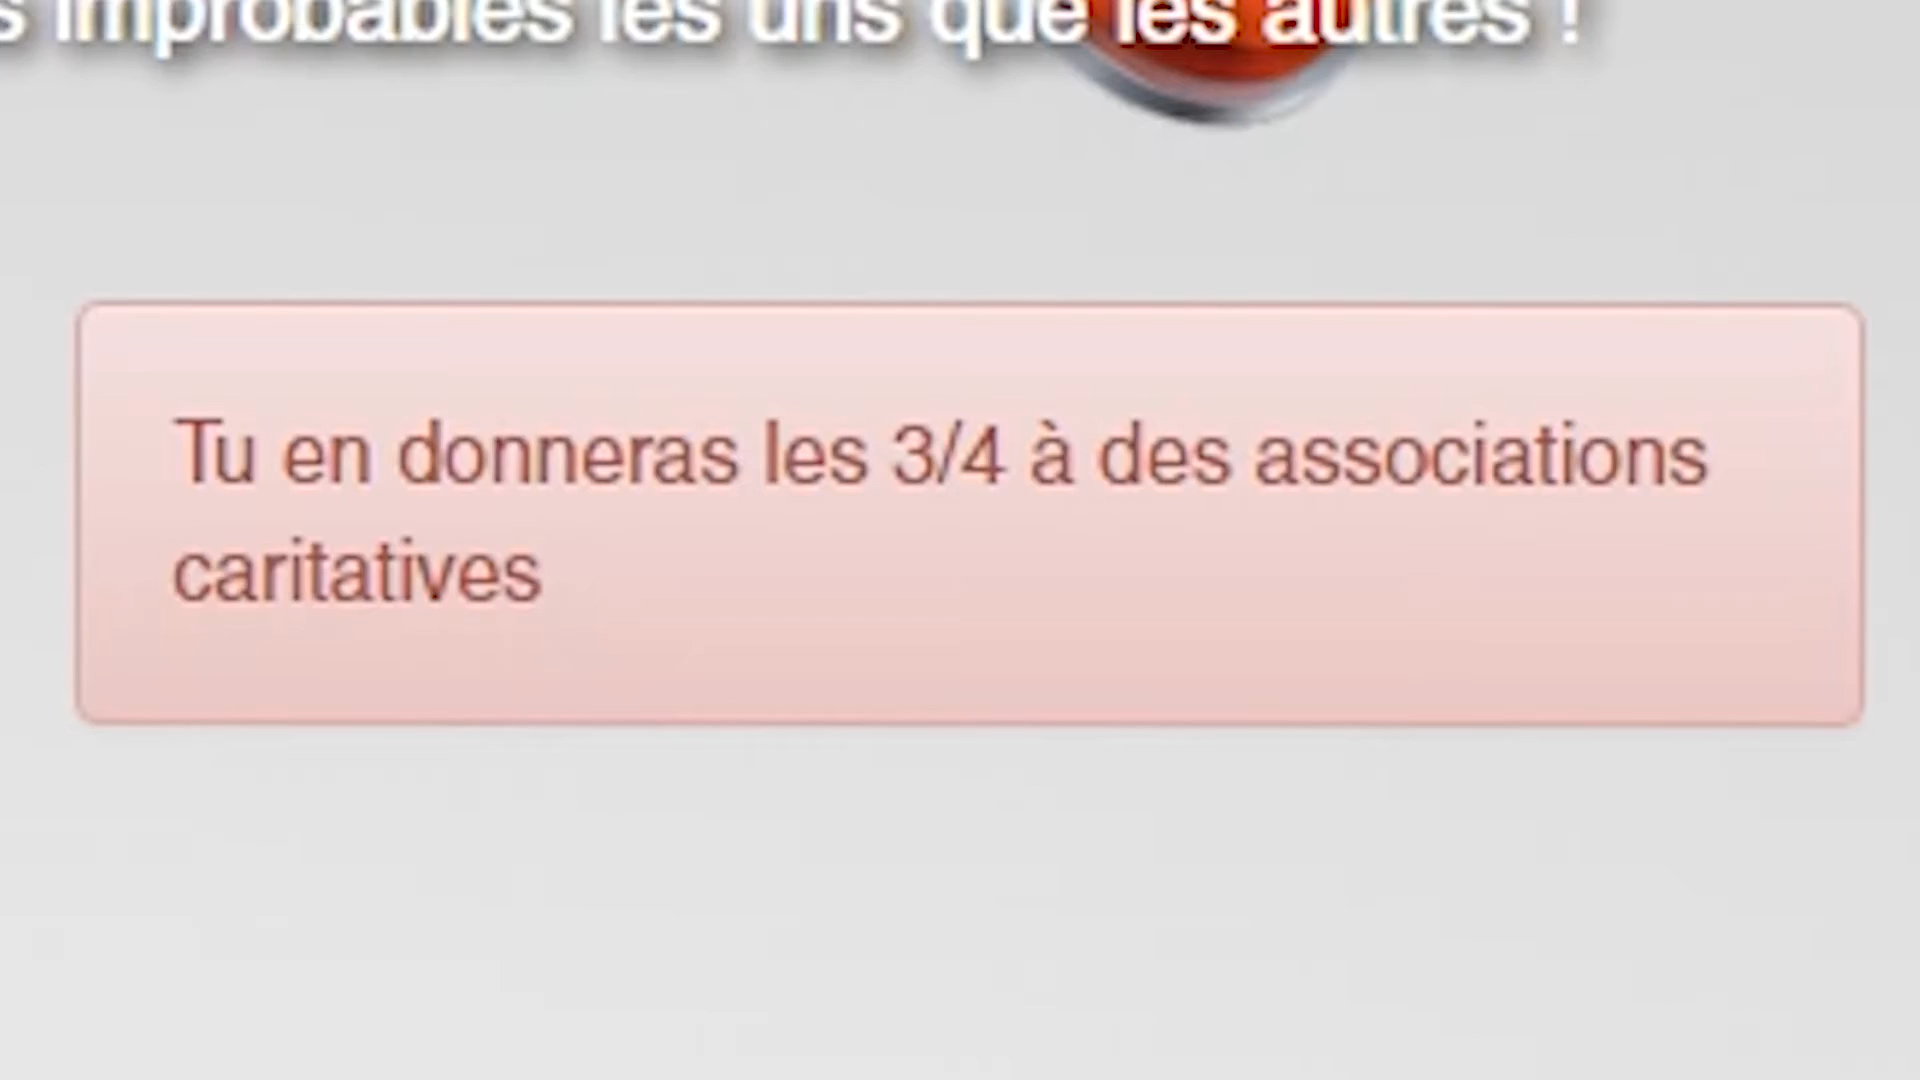 s improbables les uns que les autres !
Tu en donneras les 3/4 à des associations
caritatives